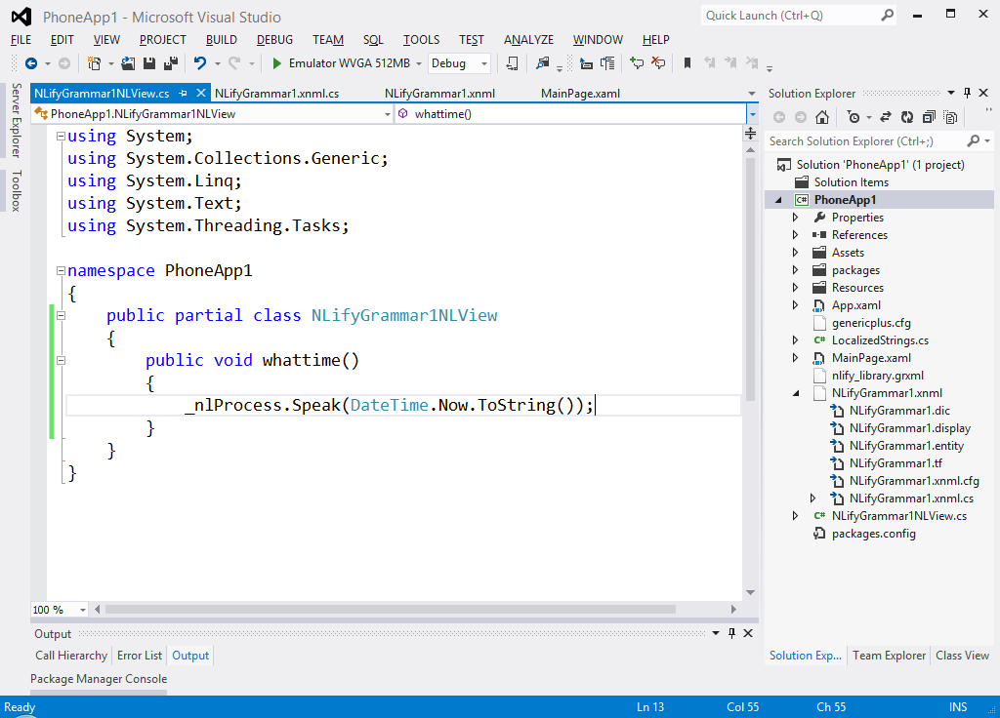 PhoneApp1 - Microsoft Visual Studio
Quick Launch (Ctrl+Q)
FILE EDIT VIEW PROJECT BUILD DEBUG TEAM SQL TOOLS TEST ANALYZE WINDOW HELP
Emulator WVGA 512MB Debug
Server Explorer
Toolbox
NLifyGrammar1NLView.cs NLifyGrammar1.xnml.cs NLifyGrammar1.xnml MainPage.xaml
PhoneApp1.NLifyGrammar1NLView whattime()
using System;
using System.Collections.Generic;
using System.Linq;
using System.Text;
using System.Threading.Tasks;
namespace PhoneApp1
{
public partial class NLifyGrammar1NLView
{
public void whattime()
{
_nlProcess.Speak(DateTime.Now.ToString());
}
}
}
100 %
Solution Explorer
Search Solution Explorer (Ctrl+;)
Solution 'PhoneApp1' (1 project)
Solution Items
C# PhoneApp1
Properties
References
Assets
packages
Resources
App.xaml
genericplus.cfg
C# LocalizedStrings.cs
MainPage.xaml
nlify_library.grxml
NLifyGrammar1.xnml
NLifyGrammar1.dic
NLifyGrammar1.display
NLifyGrammar1.entity
NLifyGrammar1.tf
NLifyGrammar1.xnml.cfg
NLifyGrammar1.xnml.cs
C# NLifyGrammar1NLView.cs
packages.config
Solution Exp... Team Explorer Class View
Output
Call Hierarchy Error List Output
Package Manager Console
Ready Ln 13 Col 55 Ch 55 INS